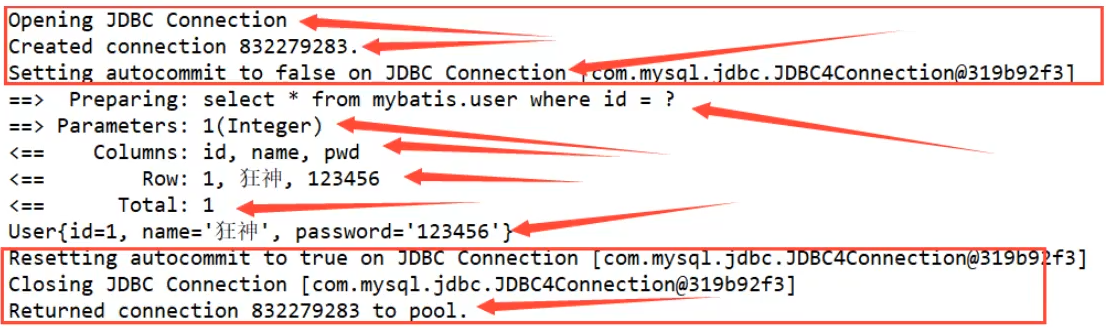 Opening JDBC Connection
Created connection 832279283.
Setting autocommit to false on JDBC Connection [com.mysql.jdbc.JDBC4Connection@319b92f3]
==>  Preparing: select * from mybatis.user where id = ?
==> Parameters: 1(Integer)
<==    Columns: id, name, pwd
<==        Row: 1, 狂神, 123456
<==      Total: 1
User{id=1, name='狂神', password='123456'}
Resetting autocommit to true on JDBC Connection [com.mysql.jdbc.JDBC4Connection@319b92f3]
Closing JDBC Connection [com.mysql.jdbc.JDBC4Connection@319b92f3]
Returned connection 832279283 to pool.